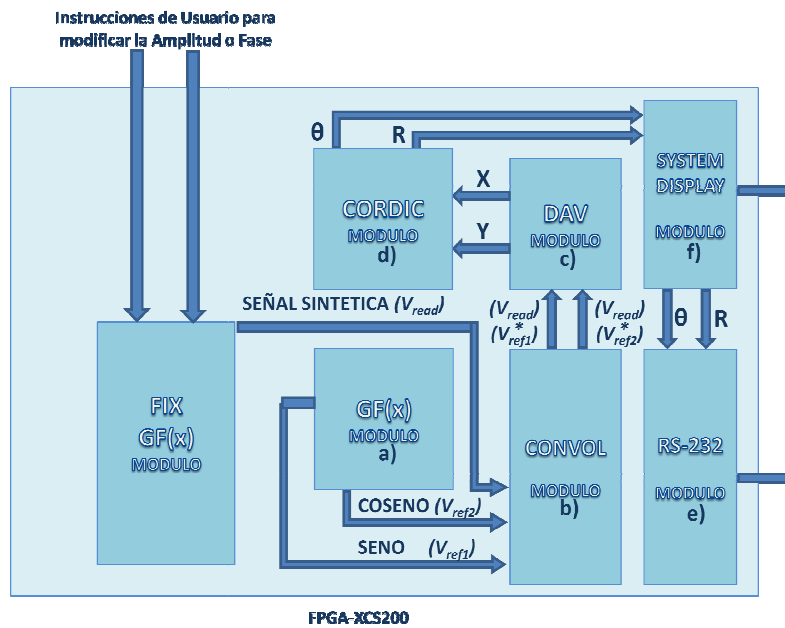 Instrucciones de Usuario para
modificar la Amplitud o Fase
θ
R
CORDIC
MODULO
d)
X
Y
DAV
MODULO
c)
SYSTEM
DISPLAY
MODULO
f)
SEÑAL SINTETICA (Vread)
(Vread)
(V*ref1)
(Vread)
(V*ref2)
θ
R
FIX
GF(x)
MODULO
GF(x)
MODULO
a)
COSENO (Vref2)
SENO (Vref1)
CONVOL
MODULO
b)
RS-232
MODULO
e)
FPGA-XCS200